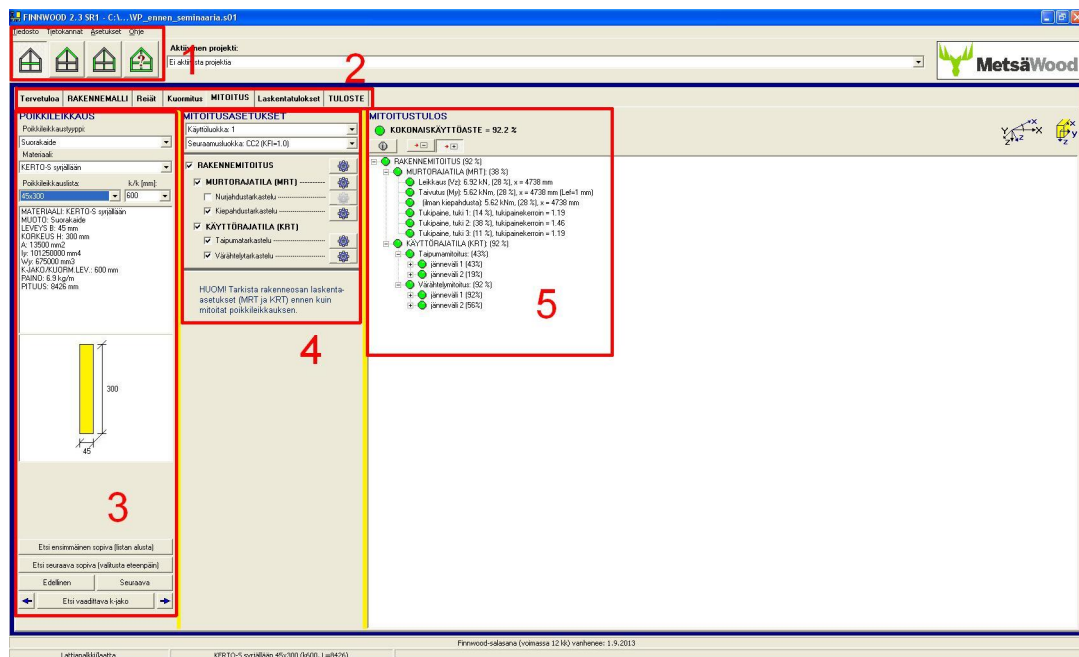 FINNWOOD 2.3 SR1 - C:\...\VP_ennen_seminaaria.s01
Tiedosto Tietokannat Asetukset Ohje
1
Aktiivinen projekti:
Ei aktiivista projektia
2
MetsäWood
Tervetuloa RAKENNEMALLI Reiät Kuormitus MITOITUS Laskentatulokset TULOSTE
POIKKILEIKKAUS
Poikkileikkaustyyppi:
Suorakaide
Materiaali:
KERTO-S syrjällään
Poikkileikkauslista: k/k [mm]:
45x300 600
MATERIAALI: KERTO-S syrjällään
MUOTO: Suorakaide
LEVEYS B: 45 mm
KORKEUS H: 300 mm
A: 13500 mm2
Iy: 101250000 mm4
Wy: 675000 mm3
K-JAKO/KUORM.LEV.: 600 mm
PAINO: 6.9 kg/m
PITUUS: 8426 mm
300
45
3
Etsi ensimmäinen sopiva (listan alusta)
Etsi seuraava sopiva (valitusta eteenpäin)
Edellinen Seuraava
Etsi vaadittava k-jako
MITOITUSASETUKSET
Käyttöluokka: 1
Seuraamusluokka: CC2 (KFI=1.0)
RAKENNEMITOITUS
MURTORAJATILA (MRT)
Nurjahdustarkastelu
Kiepahdustarkastelu
KÄYTTÖRAJATILA (KRT)
Taipumatarkastelu
Värähtelytarkastelu
HUOM! Tarkista rakenneosan laskenta-
asetukset (MRT ja KRT) ennen kuin
mitoitat poikkileikkauksen.
4
MITOITUSTULOS
KOKONAISKÄYTTÖASTE = 92.2 %
RAKENNEMITOITUS (92 %)
MURTORAJATILA (MRT): (38 %)
Leikkaus (Vz): 6.92 kN, (28 %), x = 4738 mm
Taivutus (My): 5.62 kNm, (28 %), x = 4738 mm (Lef=1 mm)
(ilman kiepahdusta): 5.62 kNm, (28 %), x = 4738 mm
Tukipaine, tuki 1: (14 %), tukipainekerroin = 1.19
Tukipaine, tuki 2: (38 %), tukipainekerroin = 1.46
Tukipaine, tuki 3: (11 %), tukipainekerroin = 1.19
KÄYTTÖRAJATILA (KRT): (92 %)
Taipumamitoitus: (43%)
jänneväli 1 (43%)
jänneväli 2 (19%)
Värähtelymitoitus: (92 %)
jänneväli 1 (92%)
jänneväli 2 (56%)
5
Y X X Z Z
x y z
Finnwood-salasana (voimassa 12 kk) vanhenee: 1.9.2013
Lattiapalkki/laatta KERTO-S syrjällään 45x300 (k600, L=8426)